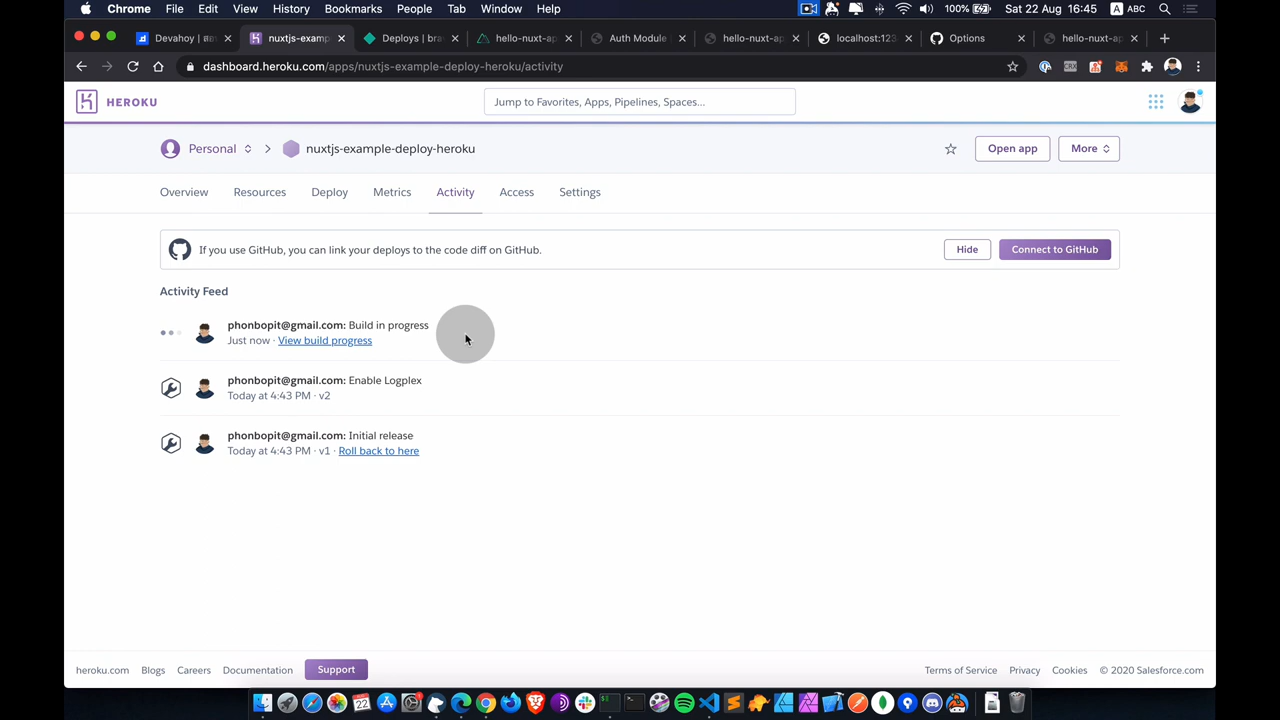 Chrome File Edit View History Bookmarks People Tab Window Help 100% Sat 22 Aug 16:45 A ABC
Devahoy | nuxtjs-examp Deploys | bra hello-nuxt-ap Auth Module hello-nuxt-ap localhost:123 Options hello-nuxt-ap
dashboard.heroku.com/apps/nuxtjs-example-deploy-heroku/activity
HEROKU Jump to Favorites, Apps, Pipelines, Spaces...
Personal > nuxtjs-example-deploy-heroku Open app More
Overview Resources Deploy Metrics Activity Access Settings
If you use GitHub, you can link your deploys to the code diff on GitHub. Hide Connect to GitHub
Activity Feed
phonbopit@gmail.com: Build in progress
Just now · View build progress
phonbopit@gmail.com: Enable Logplex
Today at 4:43 PM · v2
phonbopit@gmail.com: Initial release
Today at 4:43 PM · v1 · Roll back to here
heroku.com Blogs Careers Documentation Support Terms of Service Privacy Cookies © 2020 Salesforce.com